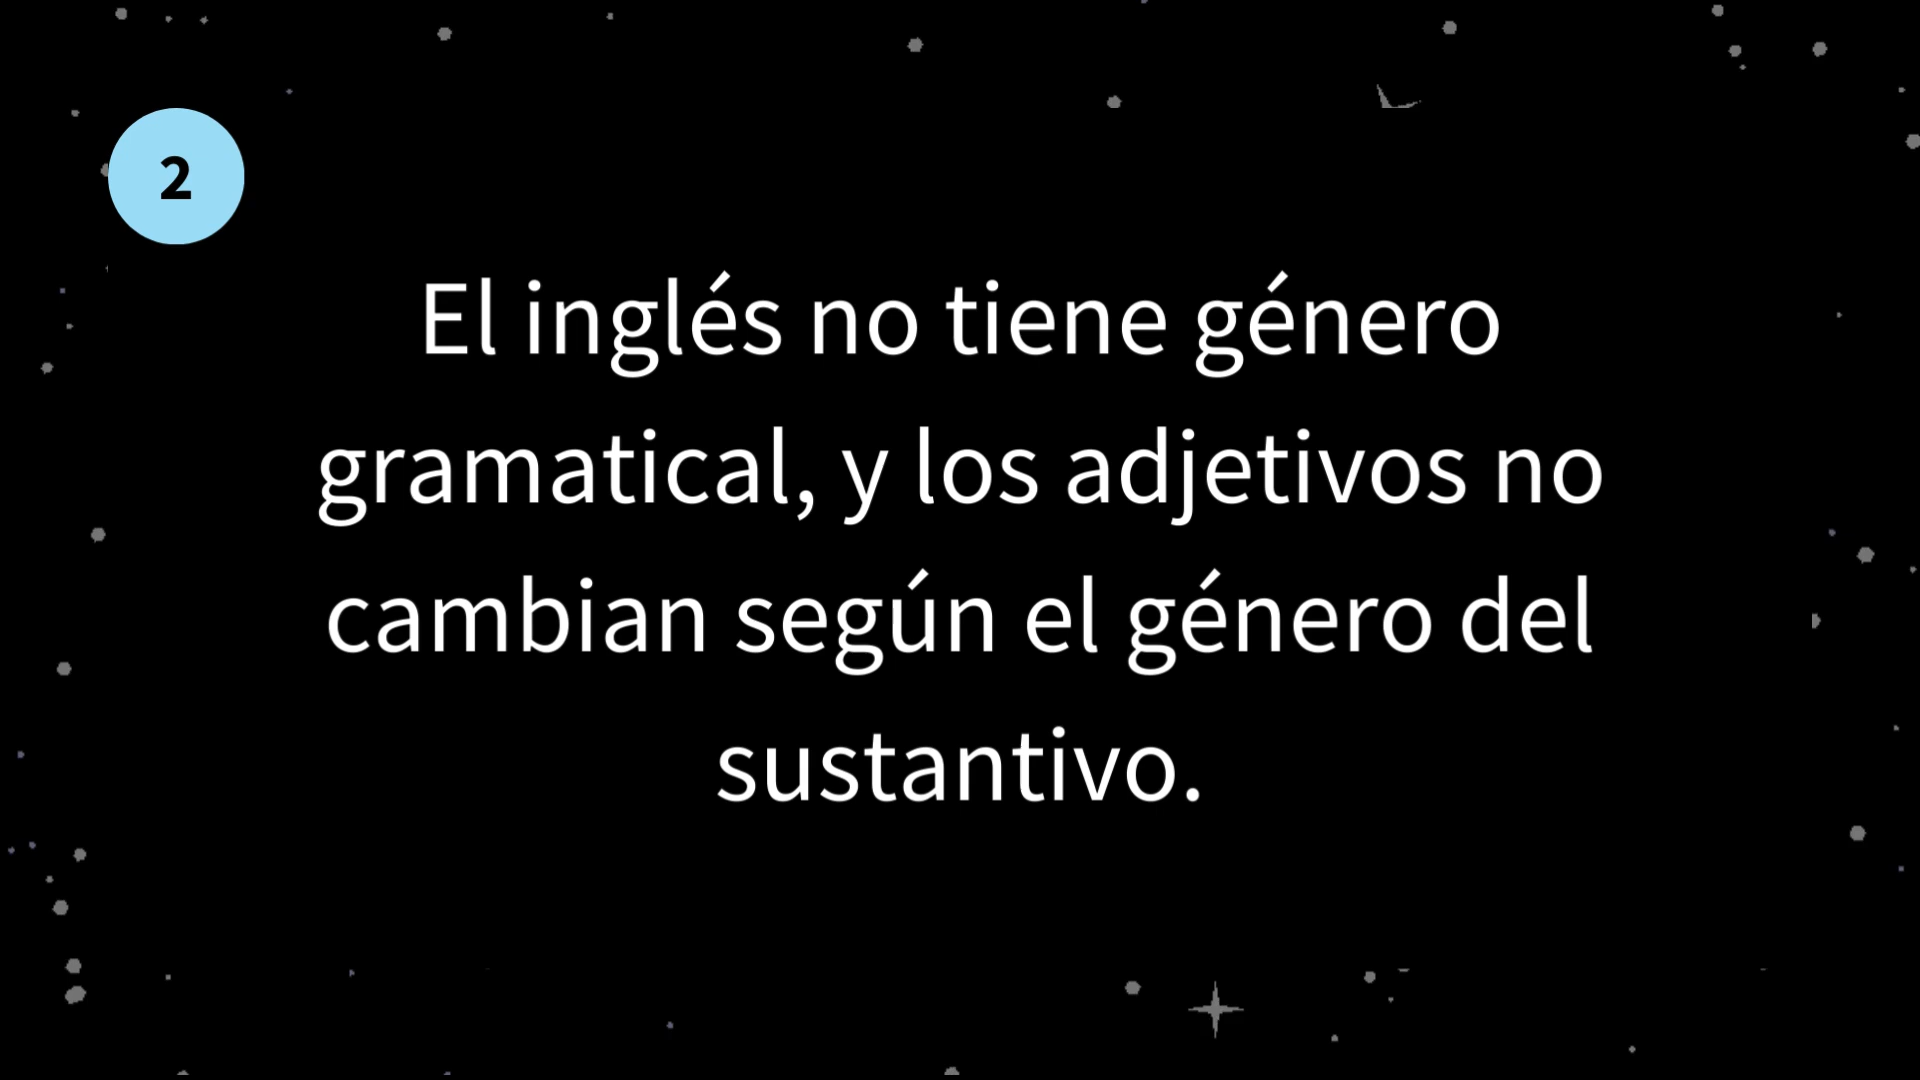 2
El inglés no tiene género
gramatical, y los adjetivos no
cambian según el género del
sustantivo.